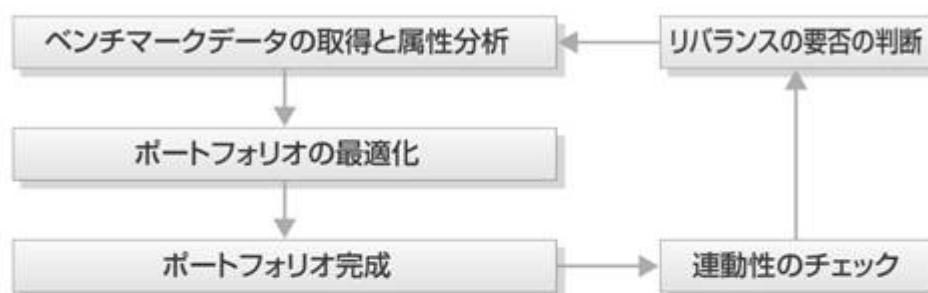 ベンチマークデータの取得と属性分析
リバランスの要否の判断
ポートフォリオの最適化
ポートフォリオ完成
連動性のチェック